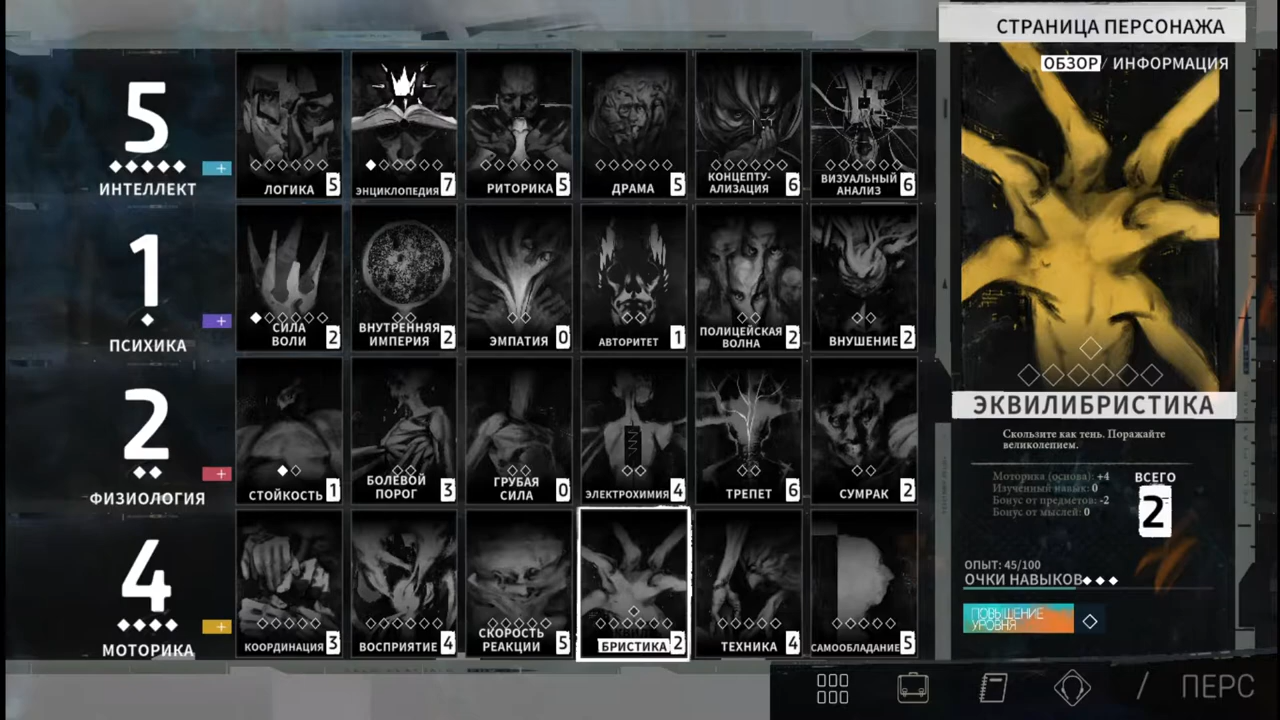 СТРАНИЦА ПЕРСОНАЖА
ОБЗОР / ИНФОРМАЦИЯ
5
ИНТЕЛЛЕКТ
ЛОГИКА 5
ЭНЦИКЛОПЕДИЯ 7
РИТОРИКА 5
ДРАМА 5
КОНЦЕПТУ-
АЛИЗАЦИЯ 6
ВИЗУАЛЬНЫЙ
АНАЛИЗ 6
1
ПСИХИКА
СИЛА
ВОЛИ 2
ВНУТРЕННЯЯ
ИМПЕРИЯ 2
ЭМПАТИЯ 0
АВТОРИТЕТ 1
ПОЛИЦЕЙСКАЯ
ВОЛНА 2
ВНУШЕНИЕ 2
2
ФИЗИОЛОГИЯ
СТОЙКОСТЬ 1
БОЛЕВОЙ
ПОРОГ 3
ГРУБАЯ
СИЛА 0
ЭЛЕКТРОХИМИЯ 4
ТРЕПЕТ 6
СУМРАК 2
4
МОТОРИКА
КООРДИНАЦИЯ 3
ВОСПРИЯТИЕ 4
СКОРОСТЬ
РЕАКЦИИ 5
БРИСТИКА 2
ТЕХНИКА 4
САМООБЛАДАНИЕ 5
ЭКВИЛИБРИСТИКА
Скользите как тень. Поражайте
великолепием.
Моторика (основа): +4
Изученный навык: 0
Бонус от предметов: -2
Бонус от мыслей: 0
ВСЕГО
2
ОПЫТ: 45/100
ОЧКИ НАВЫКОВ
ПОВЫШЕНИЕ
УРОВНЯ
/ ПЕРС